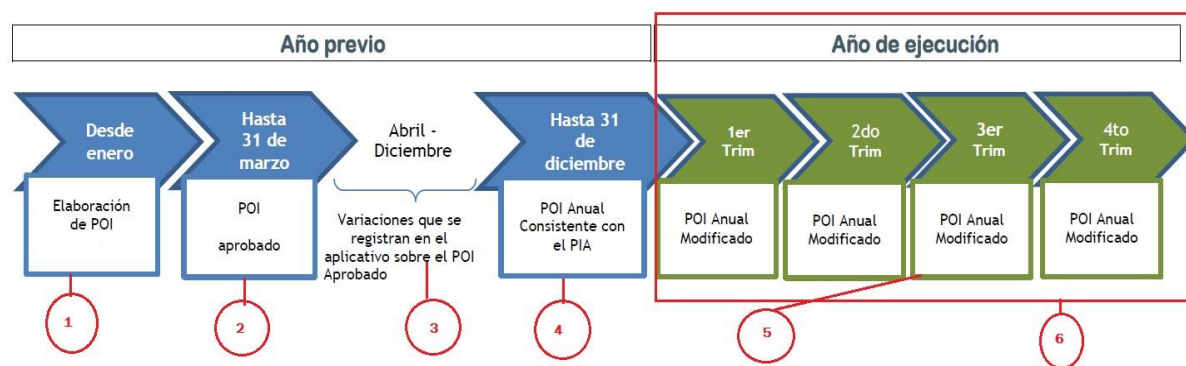 Año previo
Año de ejecución
Desde
enero
Hasta
31 de
marzo
Abril -
Diciembre
Hasta 31
de
diciembre
1er
Trim
2do
Trim
3er
Trim
4to
Trim
Elaboración
de POI
POI
aprobado
Variaciones que se
registran en el
aplicativo sobre el POI
Aprobado
POI Anual
Consistente con
el PIA
POI Anual
Modificado
POI Anual
Modificado
POI Anual
Modificado
POI Anual
Modificado
1
2
3
4
5
6